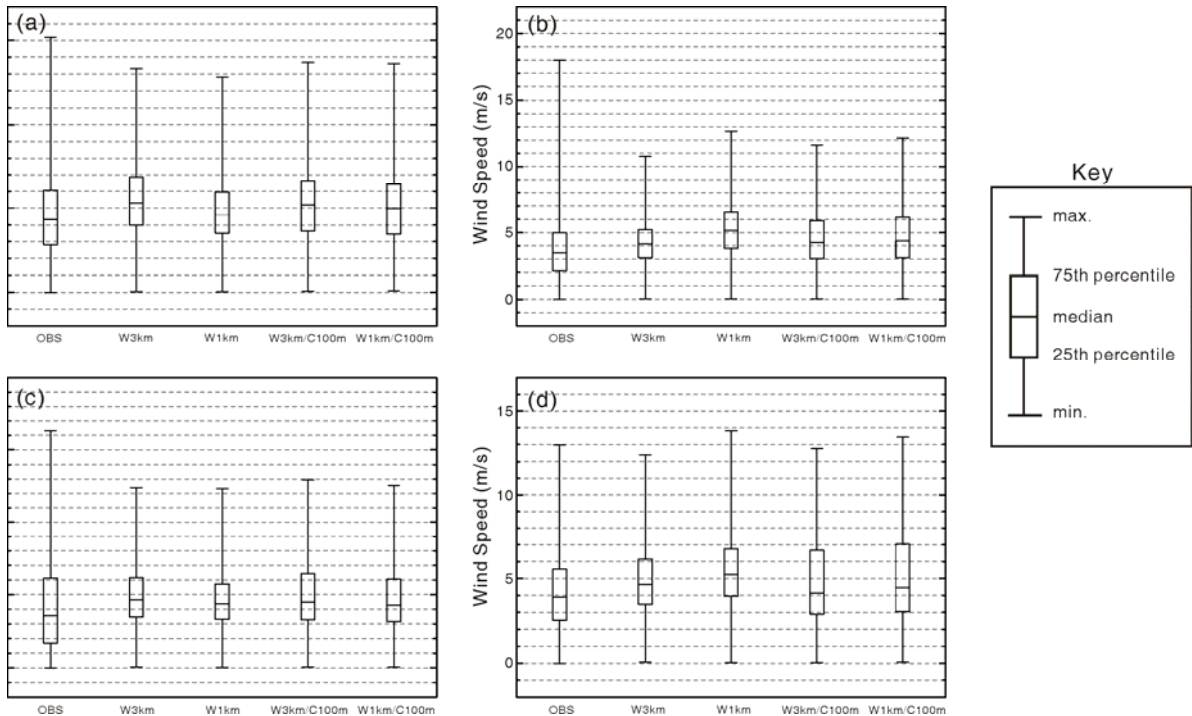 (a)
OBS W3km W1km W3km/C100m W1km/C100m
(b)
Wind Speed (m/s)
20
15
10
5
0
OBS W3km W1km W3km/C100m W1km/C100m
Key
max.
75th percentile
median
25th percentile
min.
(c)
OBS W3km W1km W3km/C100m W1km/C100m
(d)
Wind Speed (m/s)
15
10
5
0
OBS W3km W1km W3km/C100m W1km/C100m